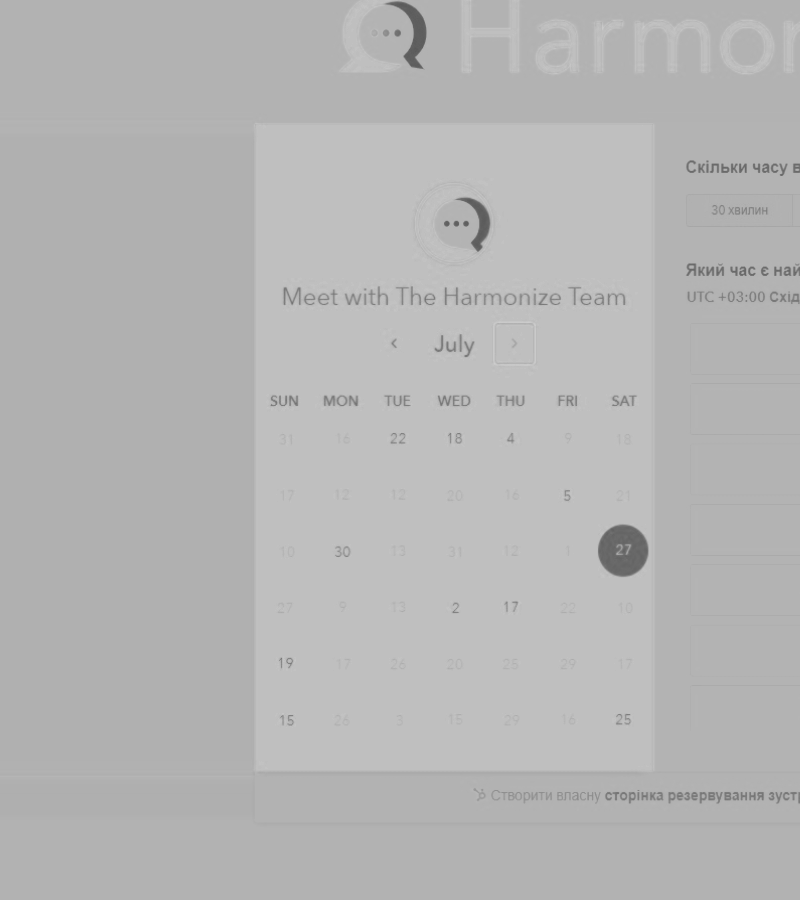 Harmon
Meet with The Harmonize Team
July
SUN MON TUE WED THU FRI SAT
31 16 22 18 4 9 18
17 12 12 20 16 5 21
10 30 13 31 12 1 27
27 9 13 2 17 22 10
19 17 26 20 25 29 17
15 26 3 15 29 16 25
Скільки часу в
30 хвилин
Який час є най
UTC +03:00 Схід
Створити власну сторінка резервування зуст